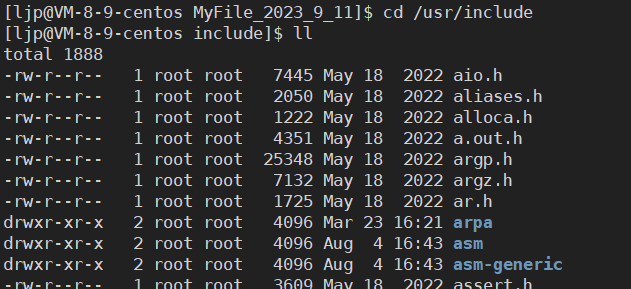 [ljp@VM-8-9-centos MyFile_2023_9_11]$ cd /usr/include
[ljp@VM-8-9-centos include]$ ll
total 1888
-rw-r--r--   1 root root   7445 May 18  2022 aio.h
-rw-r--r--   1 root root   2050 May 18  2022 aliases.h
-rw-r--r--   1 root root   1222 May 18  2022 alloca.h
-rw-r--r--   1 root root   4351 May 18  2022 a.out.h
-rw-r--r--   1 root root  25348 May 18  2022 argp.h
-rw-r--r--   1 root root   7132 May 18  2022 argz.h
-rw-r--r--   1 root root   1725 May 18  2022 ar.h
drwxr-xr-x   2 root root   4096 Mar 23 16:21 arpa
drwxr-xr-x   2 root root   4096 Aug  4 16:43 asm
drwxr-xr-x   2 root root   4096 Aug  4 16:43 asm-generic
-rw-r--r--   1 root root   3609 May 18  2022 assert.h